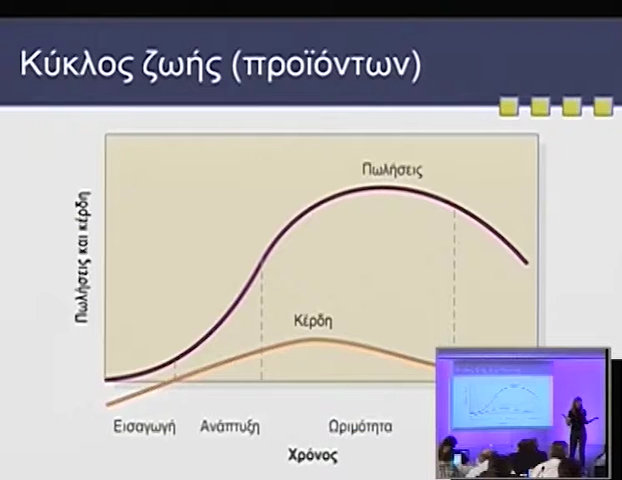 Κύκλος ζωής (προϊόντων)
Πωλήσεις
Πωλήσεις και κέρδη
Κέρδη
Εισαγωγή Ανάπτυξη Ωριμότητα
Χρόνος